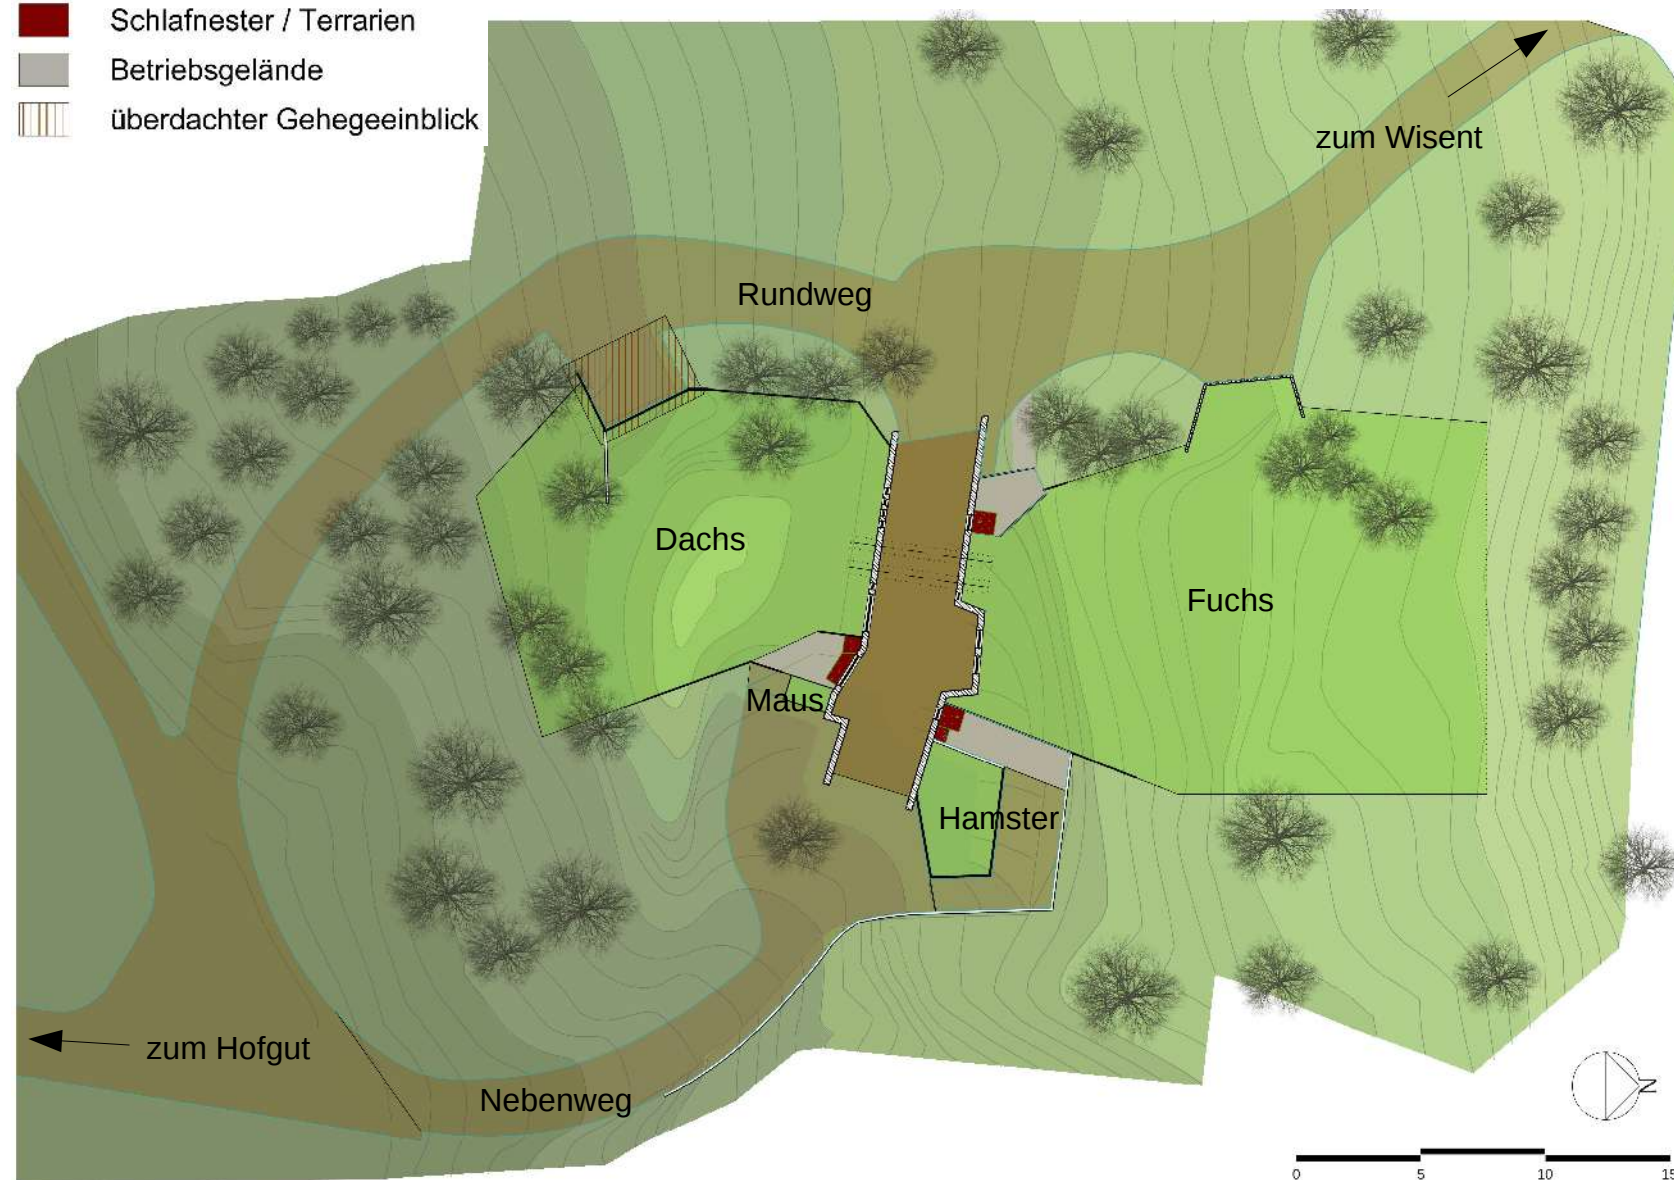 Schlafnester / Terrarien
Betriebsgelände
überdachter Gehegeeinblick
zum Wisent
Rundweg
Dachs
Fuchs
Maus
Hamster
zum Hofgut
Nebenweg
N
0 5 10 15